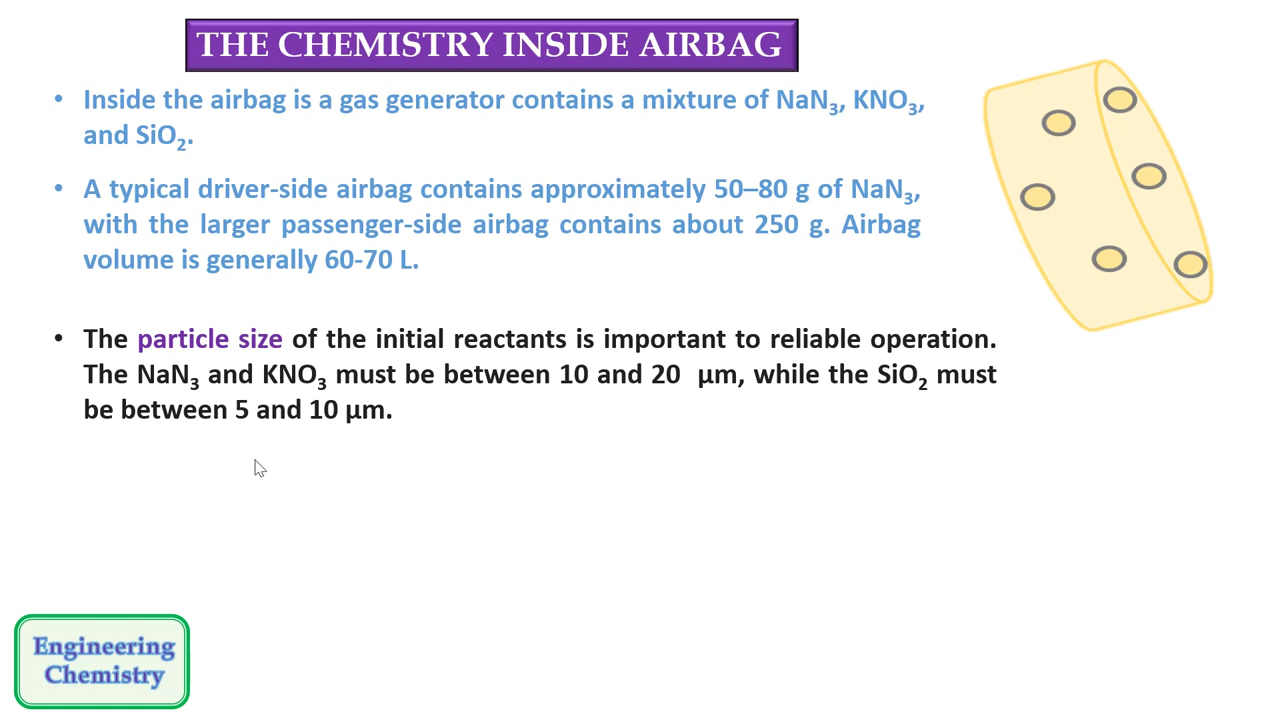 THE CHEMISTRY INSIDE AIRBAG
• Inside the airbag is a gas generator contains a mixture of NaN₃, KNO₃,
and SiO₂.
• A typical driver-side airbag contains approximately 50–80 g of NaN₃,
with the larger passenger-side airbag contains about 250 g. Airbag
volume is generally 60-70 L.
• The particle size of the initial reactants is important to reliable operation.
The NaN₃ and KNO₃ must be between 10 and 20 μm, while the SiO₂ must
be between 5 and 10 μm.
Engineering
Chemistry